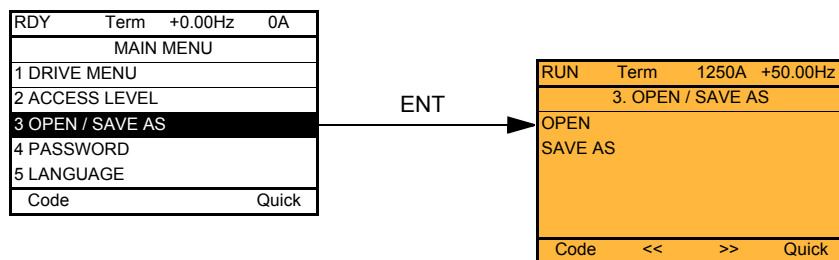 RDY Term +0.00Hz 0A
MAIN MENU
1 DRIVE MENU
2 ACCESS LEVEL
3 OPEN / SAVE AS
4 PASSWORD
5 LANGUAGE
Code Quick
ENT
RUN Term 1250A +50.00Hz
3. OPEN / SAVE AS
OPEN
SAVE AS
Code << >> Quick